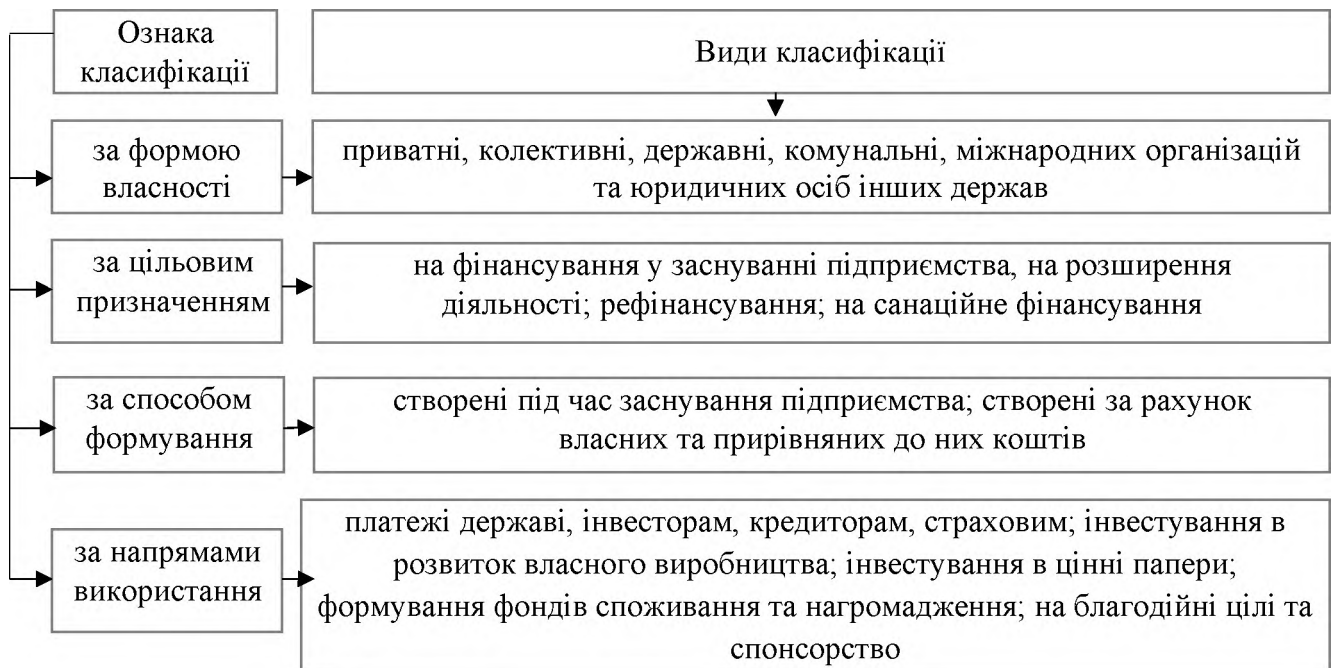 Ознака
класифікації
Види класифікації
за формою
власності
приватні, колективні, державні, комунальні, міжнародних організацій
та юридичних осіб інших держав
за цільовим
призначенням
на фінансування у заснуванні підприємства, на розширення
діяльності; рефінансування; на санаційне фінансування
за способом
формування
створені під час заснування підприємства; створені за рахунок
власних та прирівняних до них коштів
за напрямами
використання
платежі державі, інвесторам, кредиторам, страховим; інвестування в
розвиток власного виробництва; інвестування в цінні папери;
формування фондів споживання та нагромадження; на благодійні цілі та
спонсорство